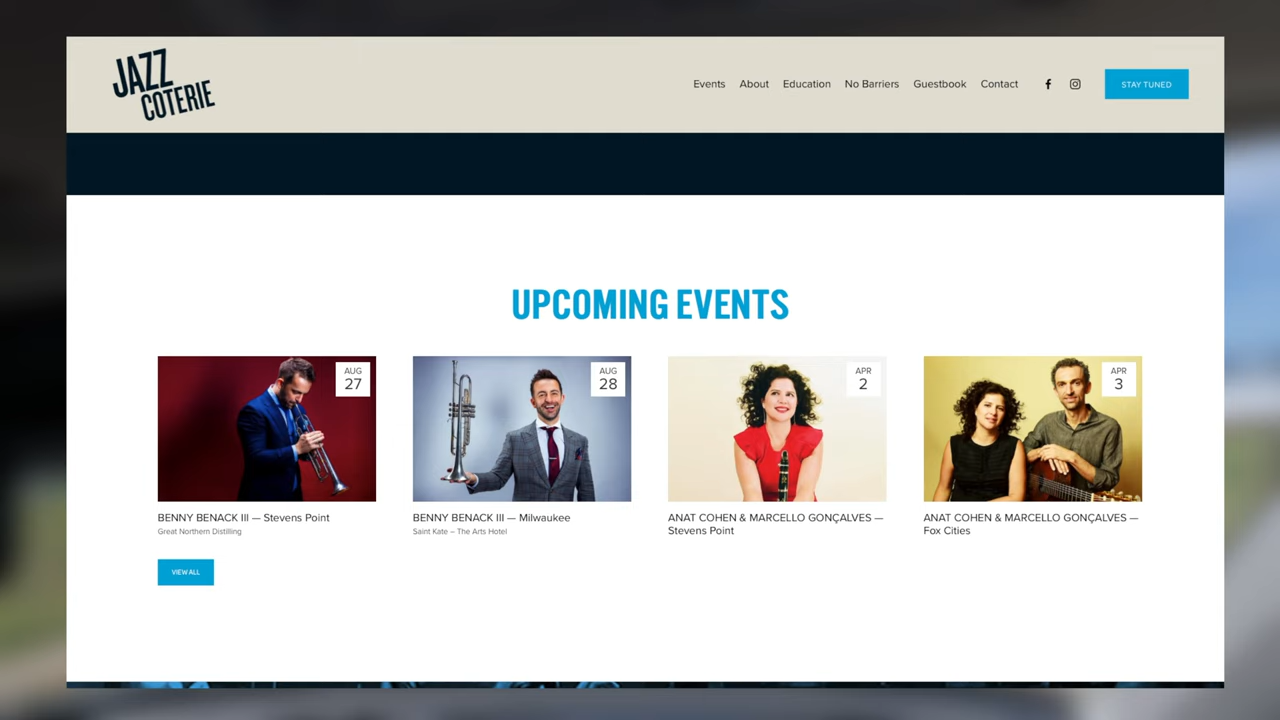 JAZZ
COTERIE
Events About Education No Barriers Guestbook Contact
STAY TUNED
UPCOMING EVENTS
AUG
27
AUG
28
APR
2
APR
3
BENNY BENACK III — Stevens Point
Great Northern Distilling
BENNY BENACK III — Milwaukee
Saint Kate – The Arts Hotel
ANAT COHEN & MARCELLO GONÇALVES —
Stevens Point
ANAT COHEN & MARCELLO GONÇALVES —
Fox Cities
VIEW ALL